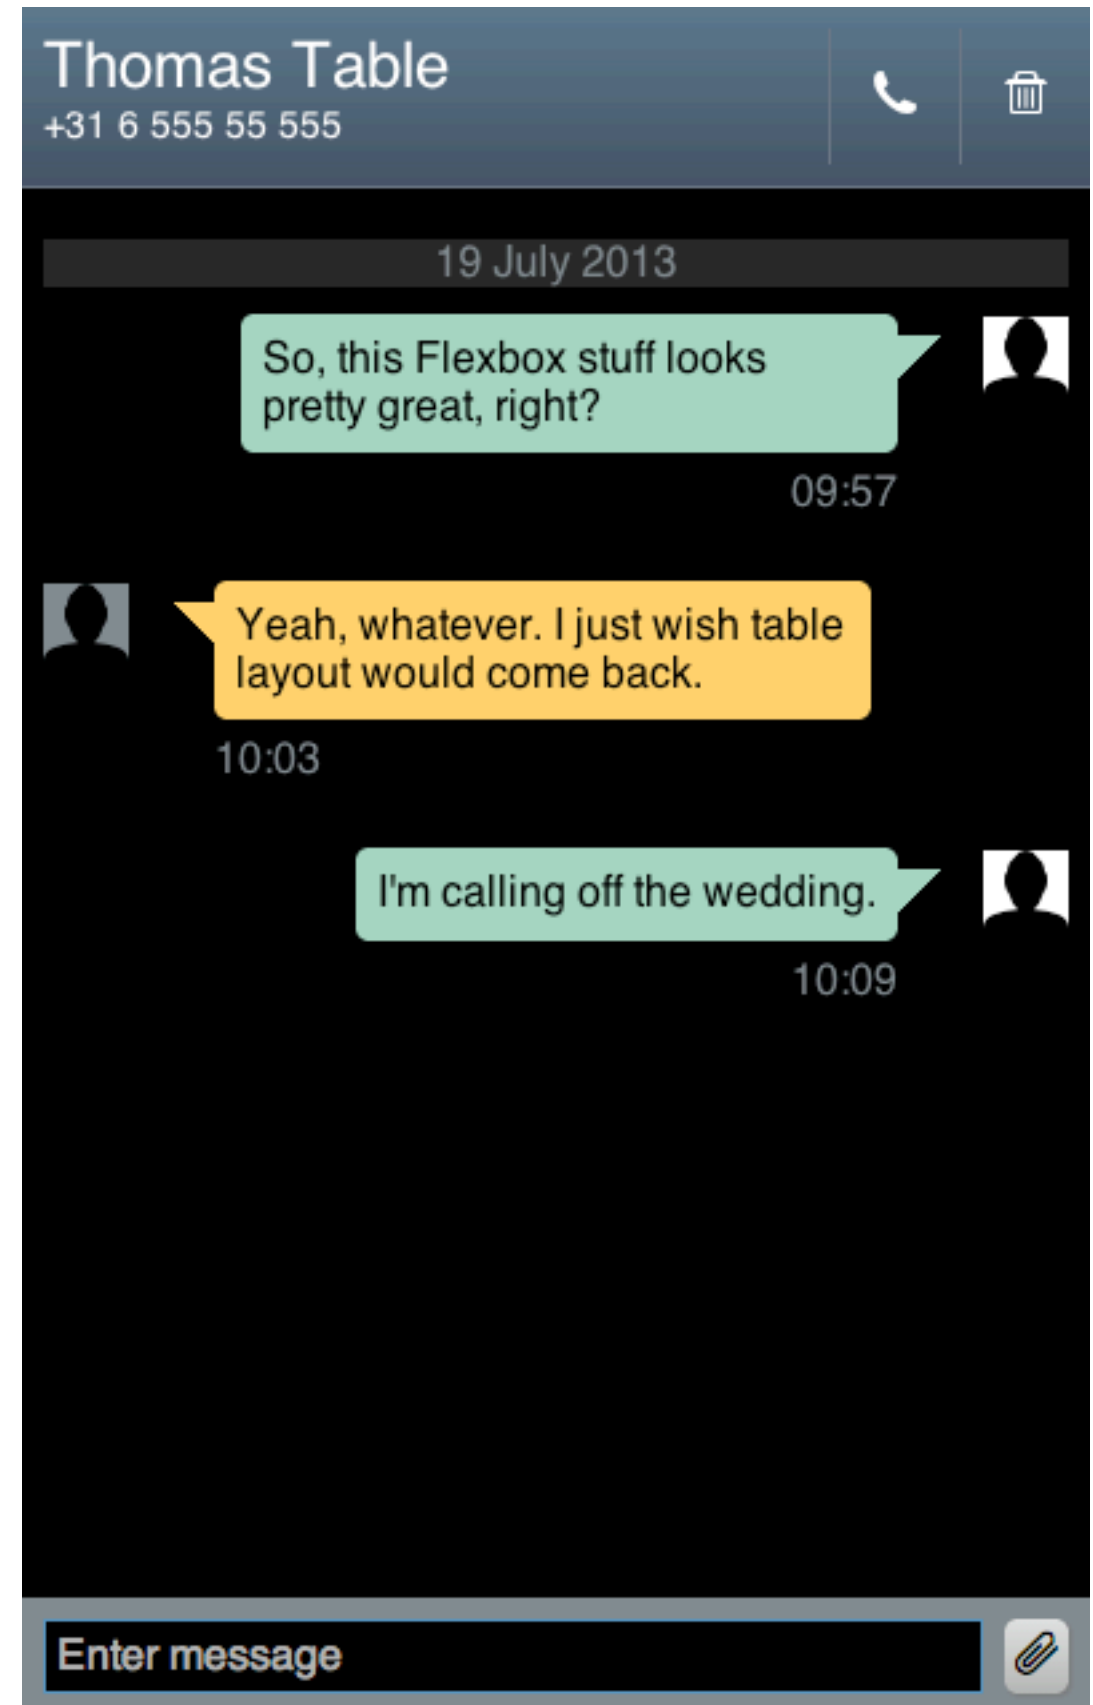 Thomas Table
+31 6 555 55 555
19 July 2013
So, this Flexbox stuff looks
pretty great, right?
09:57
Yeah, whatever. I just wish table
layout would come back.
10:03
I'm calling off the wedding.
10:09
Enter message